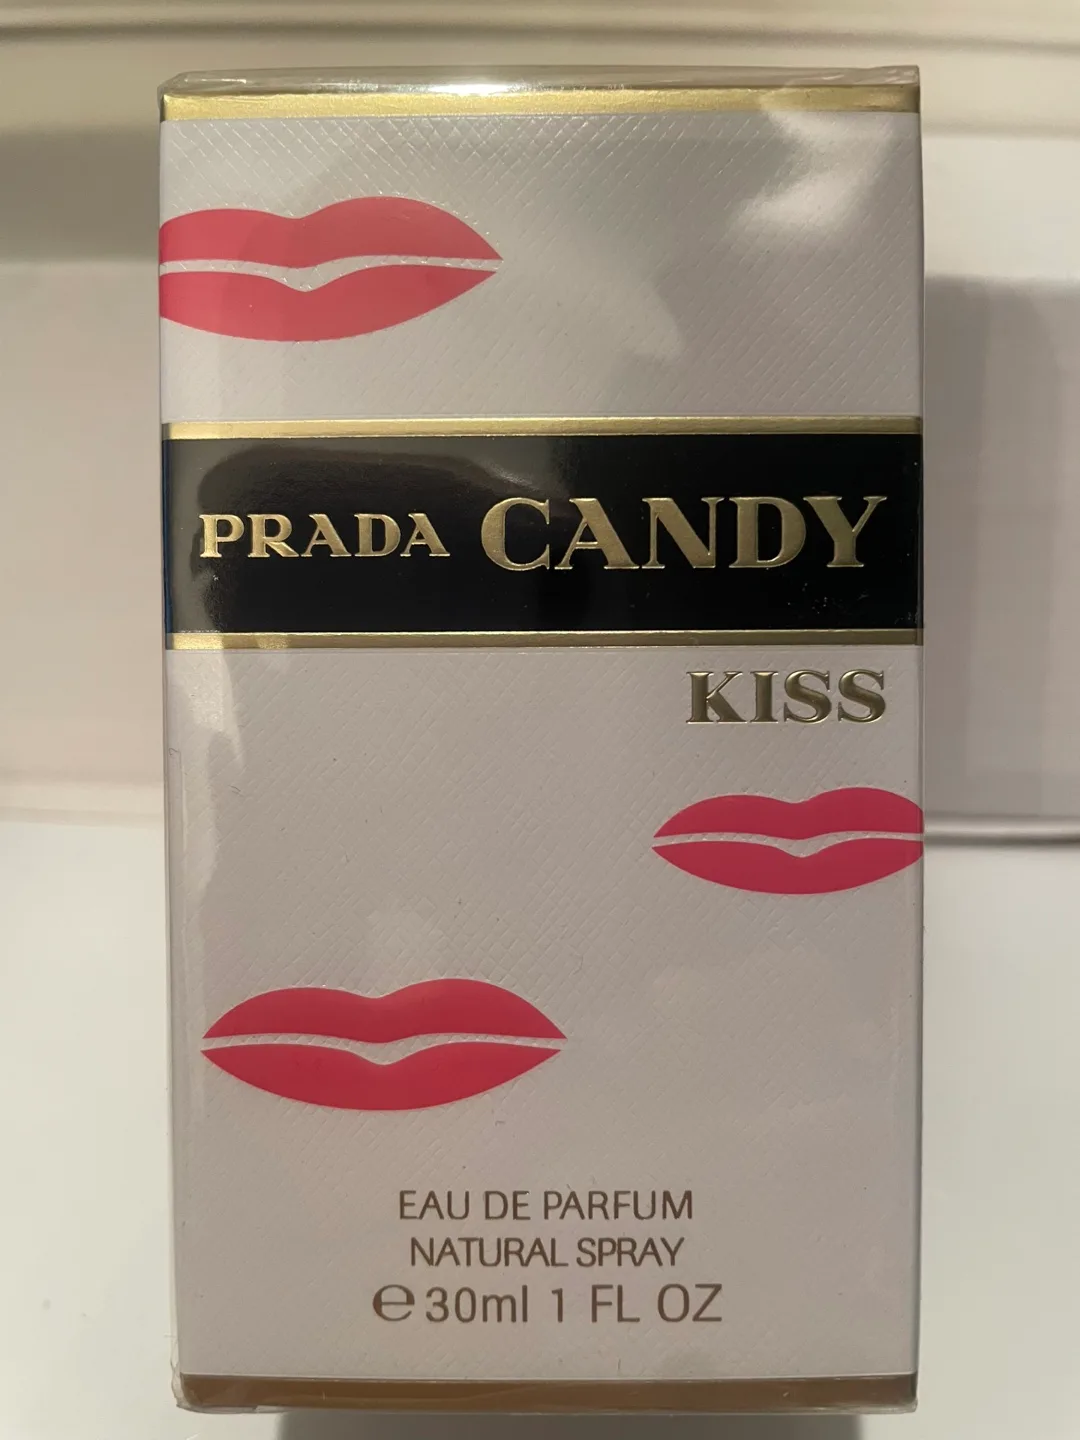 PRADA CANDY
KISS
EAU DE PARFUM
NATURAL SPRAY
℮ 30ml 1 FL OZ